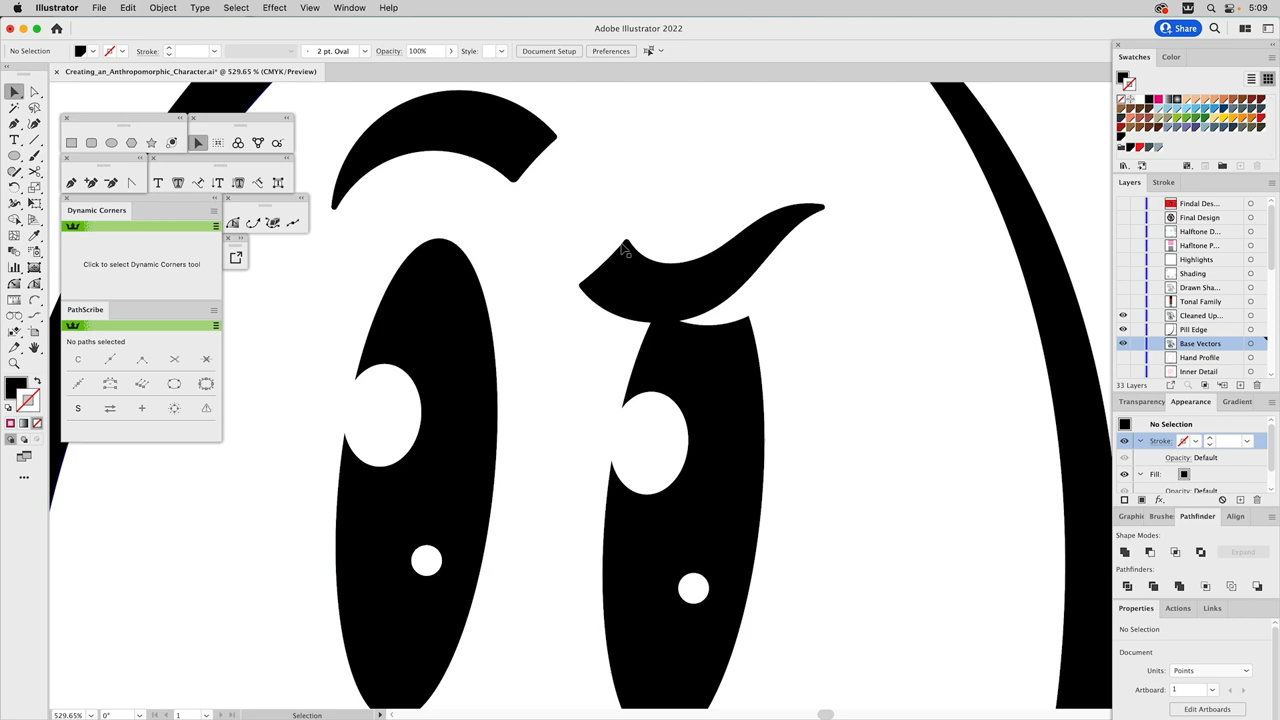 Illustrator File Edit Object Type Select Effect View Window Help 5:09
Adobe Illustrator 2022
Share
No Selection Stroke: 2 pt. Oval Opacity: 100% Style: Document Setup Preferences
× Creating_an_Anthropomorphic_Character.ai* @ 529.65 % (CMYK/Preview)
Dynamic Corners
Click to select Dynamic Corners tool
PathScribe
No paths selected
Swatches Color
Layers Stroke
Findal Des...
Final Design
Halftone D...
Hafltone P...
Highlights
Shading
Drawn Sha...
Tonal Family
Cleaned Up...
Pill Edge
Base Vectors
Hand Profile
Inner Detail
33 Layers
Transparency Appearance Gradient
No Selection
Stroke:
Opacity: Default
Fill:
Opacity: Default
fx
Graphic Brushes Pathfinder Align
Shape Modes:
Expand
Pathfinders:
Properties Actions Links
No Selection
Document
Units: Points
Artboard: 1
Edit Artboards
529.65% 0° 1 Selection